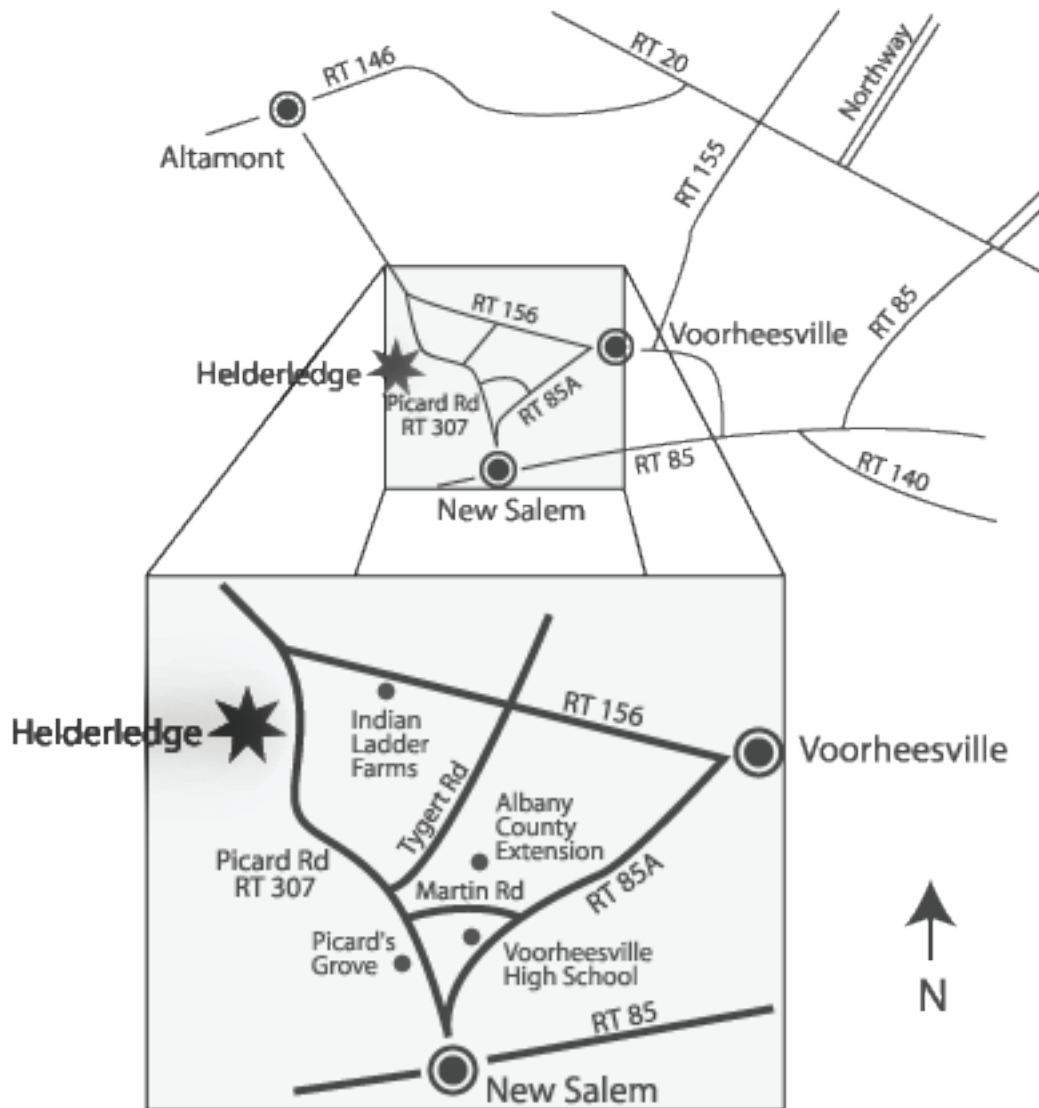 RT 146
RT 20
Northway
Altamont
RT 155
RT 156
RT 85
Voorheesville
Helderledge
Picard Rd
RT 307
RT 85A
RT 85
RT 140
New Salem
Helderledge
Indian
Ladder
Farms
RT 156
Voorheesville
Tygert Rd
Albany
County
Extension
Picard Rd
RT 307
Martin Rd
RT 85A
Picard's
Grove
Voorheesville
High School
N
RT 85
New Salem